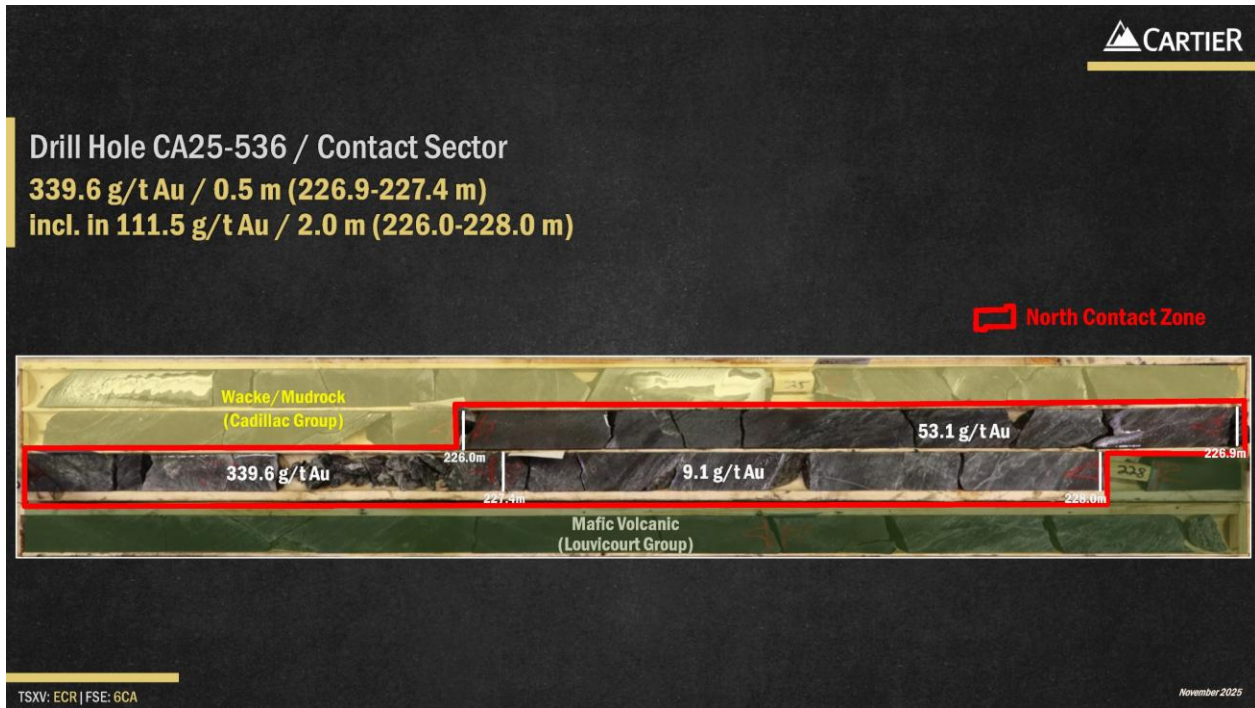 CARTIER
Drill Hole CA25-536 / Contact Sector
339.6 g/t Au / 0.5 m (226.9-227.4 m)
incl. in 111.5 g/t Au / 2.0 m (226.0-228.0 m)
North Contact Zone
25
Wacke/Mudrock
(Cadillac Group)
53.1 g/t Au
226.0m
226.9m
339.6 g/t Au
9.1 g/t Au
228
227.4m
228.0m
Mafic Volcanic
(Louvicourt Group)
TSXV: ECR | FSE: 6CA
November 2025